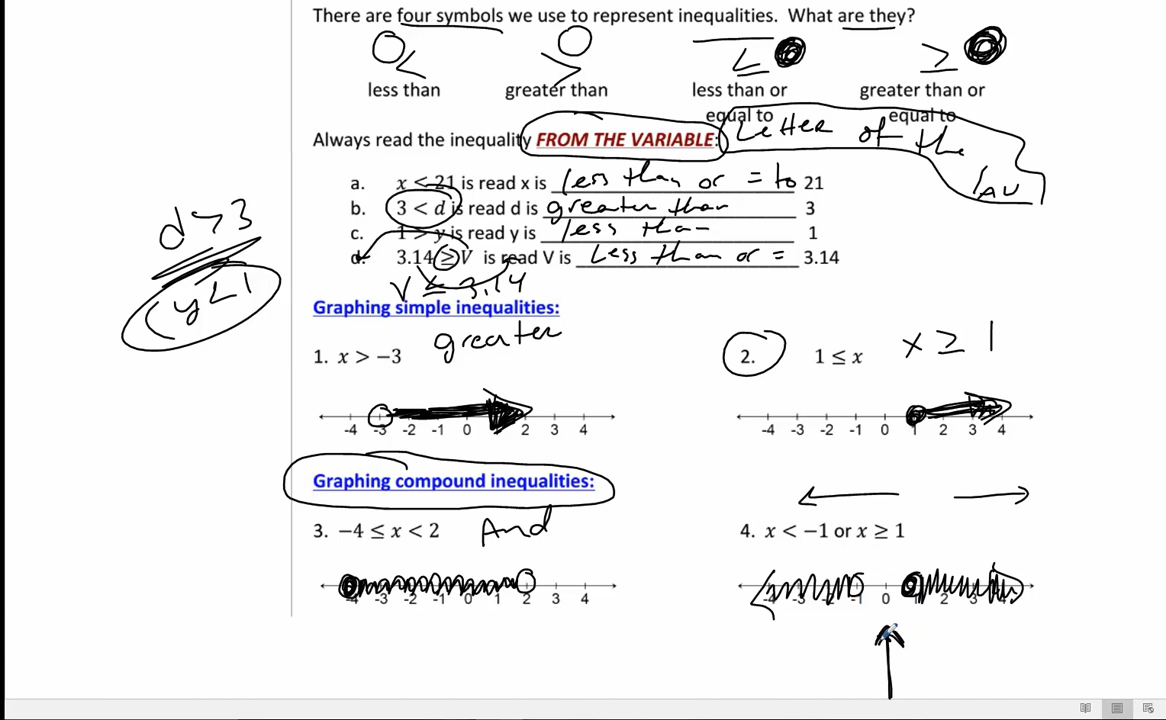 There are four symbols we use to represent inequalities. What are they?
< > ≤ ≥
less than greater than less than or equal to greater than or equal to
Always read the inequality FROM THE VARIABLE: Letter of the law
a. x < 21 is read x is less than or = to 21
b. 3 < d is read d is greater than 3
c. 1 > y is read y is less than 1
d. 3.14 ≥ V is read V is Less than or = 3.14
d > 3
y < 1
V ≤ 3.14
Graphing simple inequalities:
greater
1. x > −3
2. 1 ≤ x x ≥ 1
-4 -3 -2 -1 0 1 2 3 4
-4 -3 -2 -1 0 1 2 3 4
Graphing compound inequalities:
3. −4 ≤ x < 2 And
4. x < −1 or x ≥ 1
-4 -3 -2 -1 0 1 2 3 4
-4 -3 -2 -1 0 2 3 4